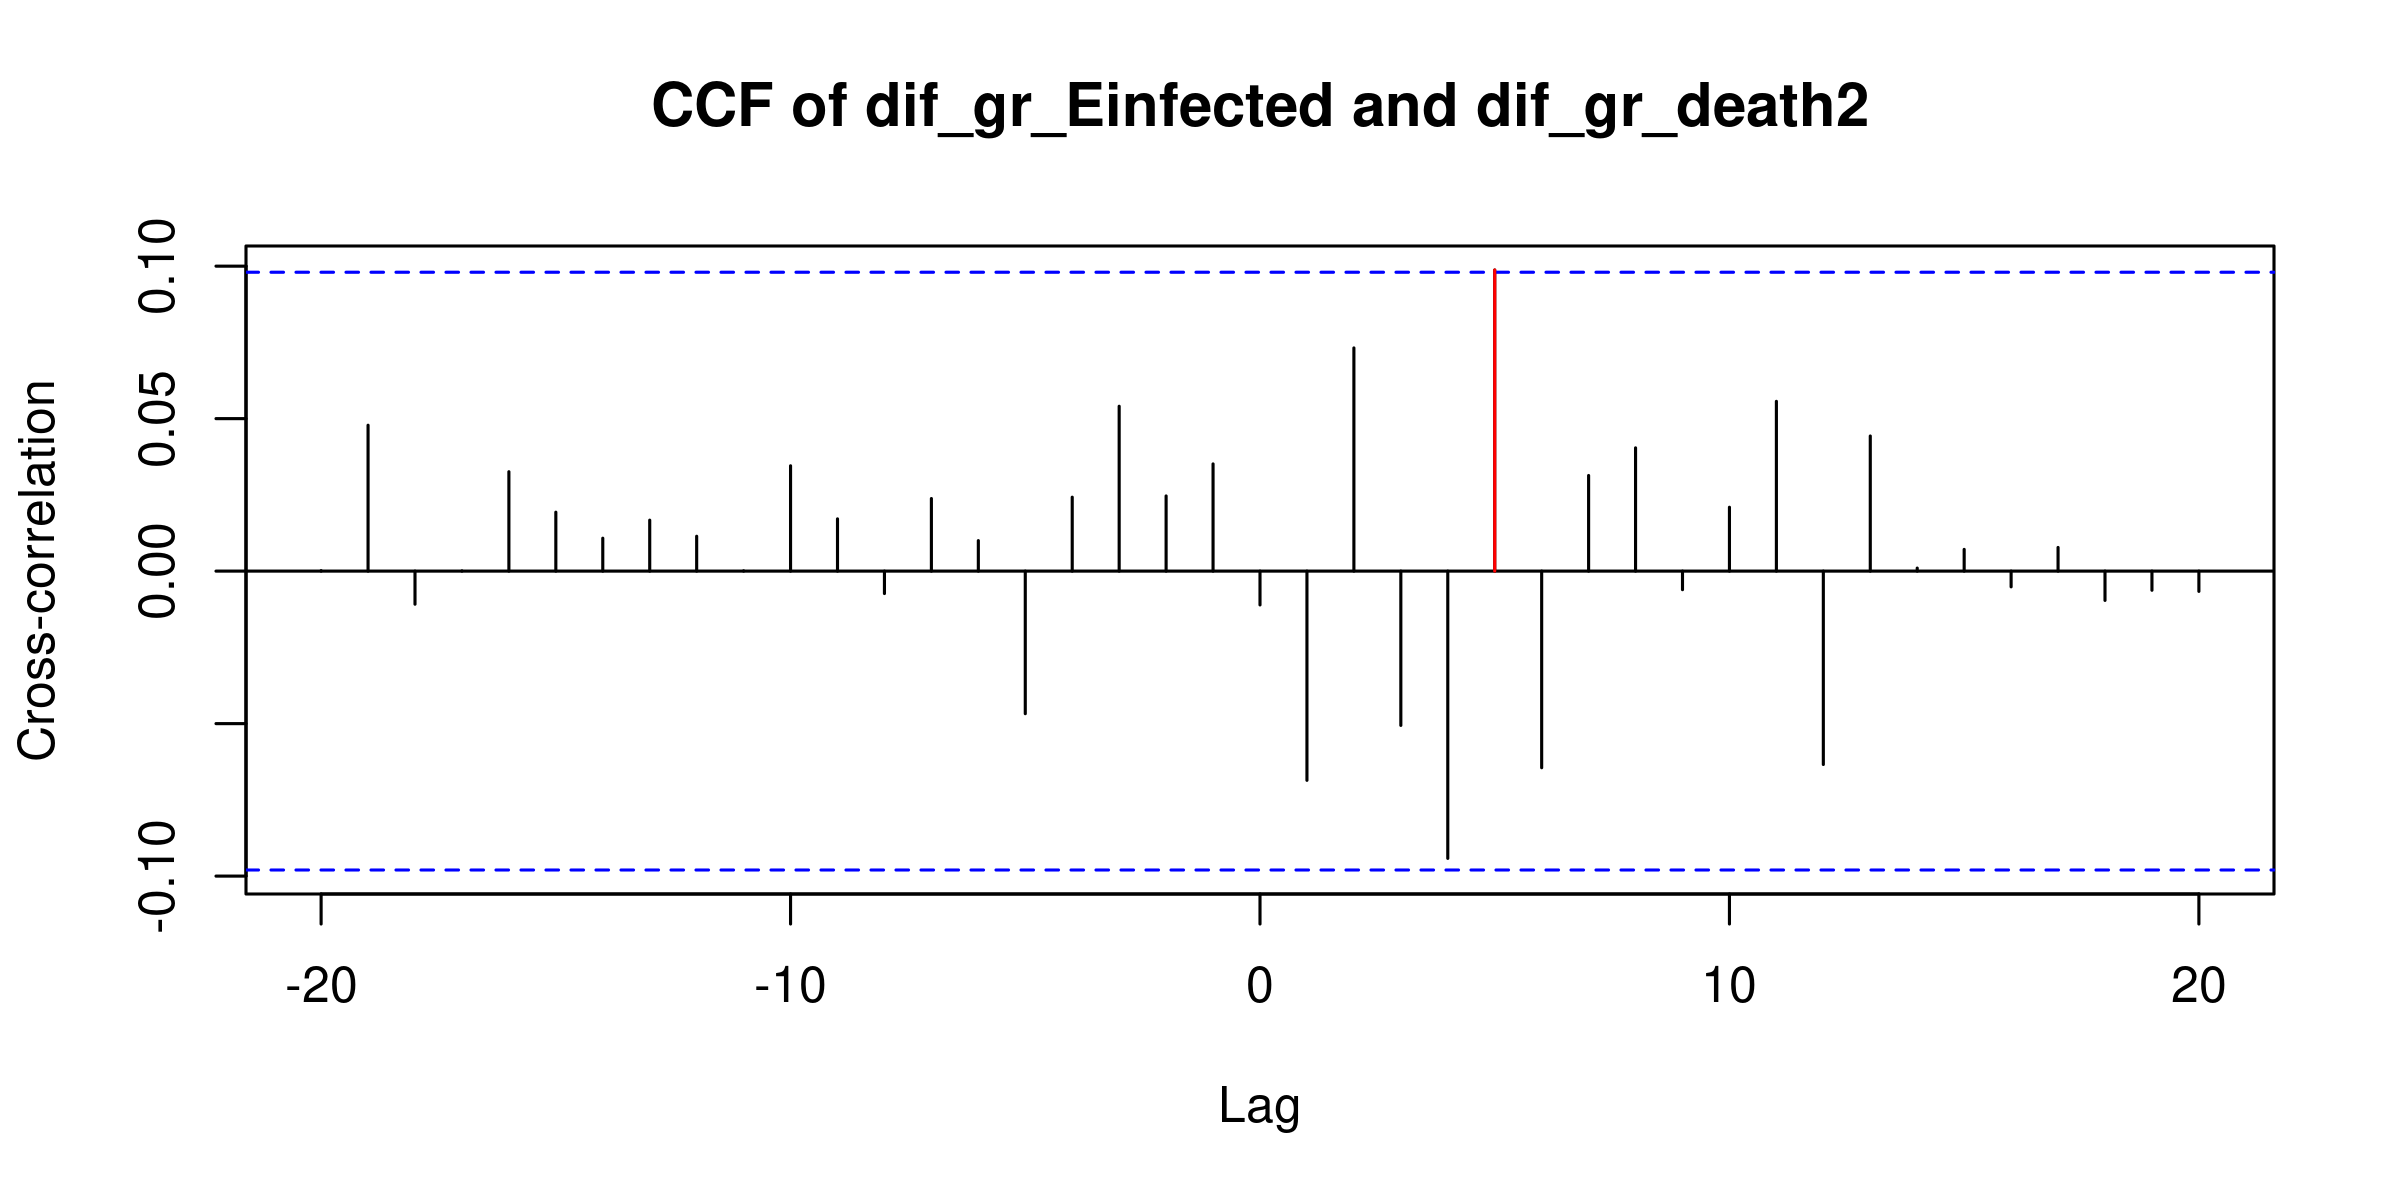 CCF of dif_gr_Einfected and dif_gr_death2
Cross-correlation
0.10
0.05
0.00
-0.10
-20 -10 0 10 20
Lag